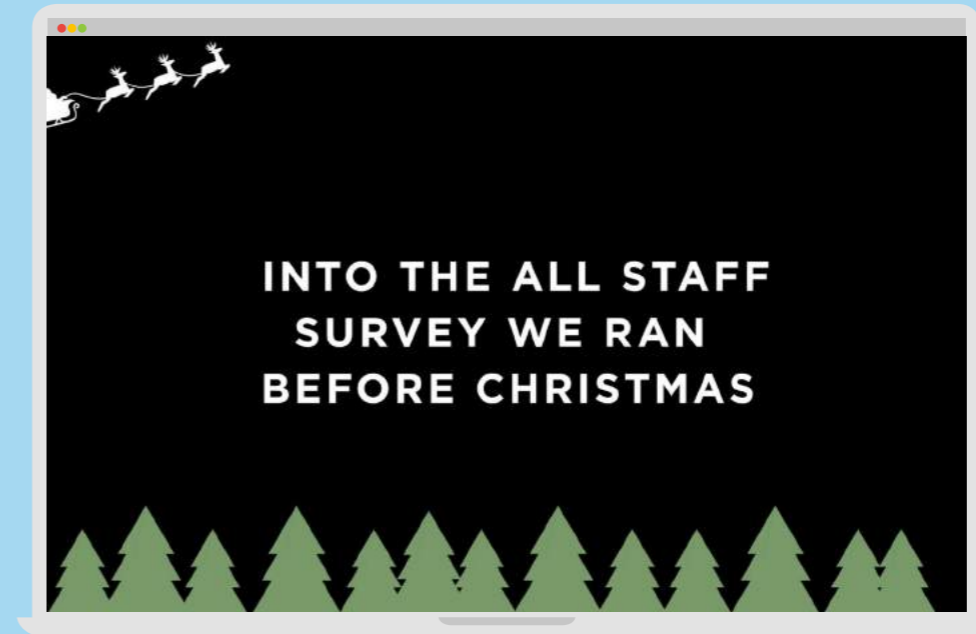 INTO THE ALL STAFF
SURVEY WE RAN
BEFORE CHRISTMAS